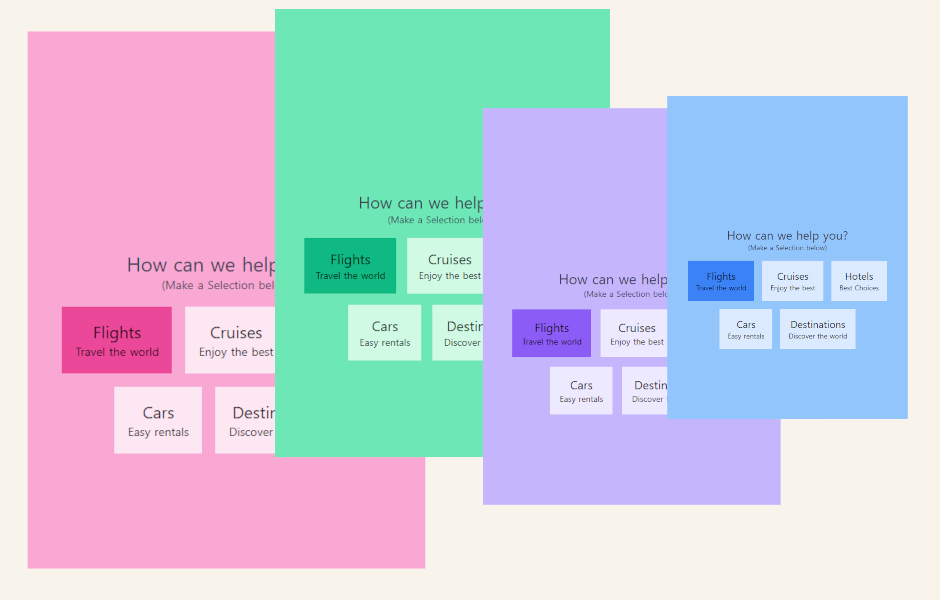 How can we help
(Make a Selection bel
Flights
Travel the world
Cruises
Enjoy the best
Cars
Easy rentals
Destin
Discover
How can we help
(Make a Selection bel
Flights
Travel the world
Cruises
Enjoy the best
Cars
Easy rentals
Destin
Discover
How can we help
(Make a Selection bel
Flights
Travel the world
Cruises
Enjoy the best
Cars
Easy rentals
Destin
Discover
How can we help you?
(Make a Selection below)
Flights
Travel the world
Cruises
Enjoy the best
Hotels
Best Choices
Cars
Easy rentals
Destinations
Discover the world